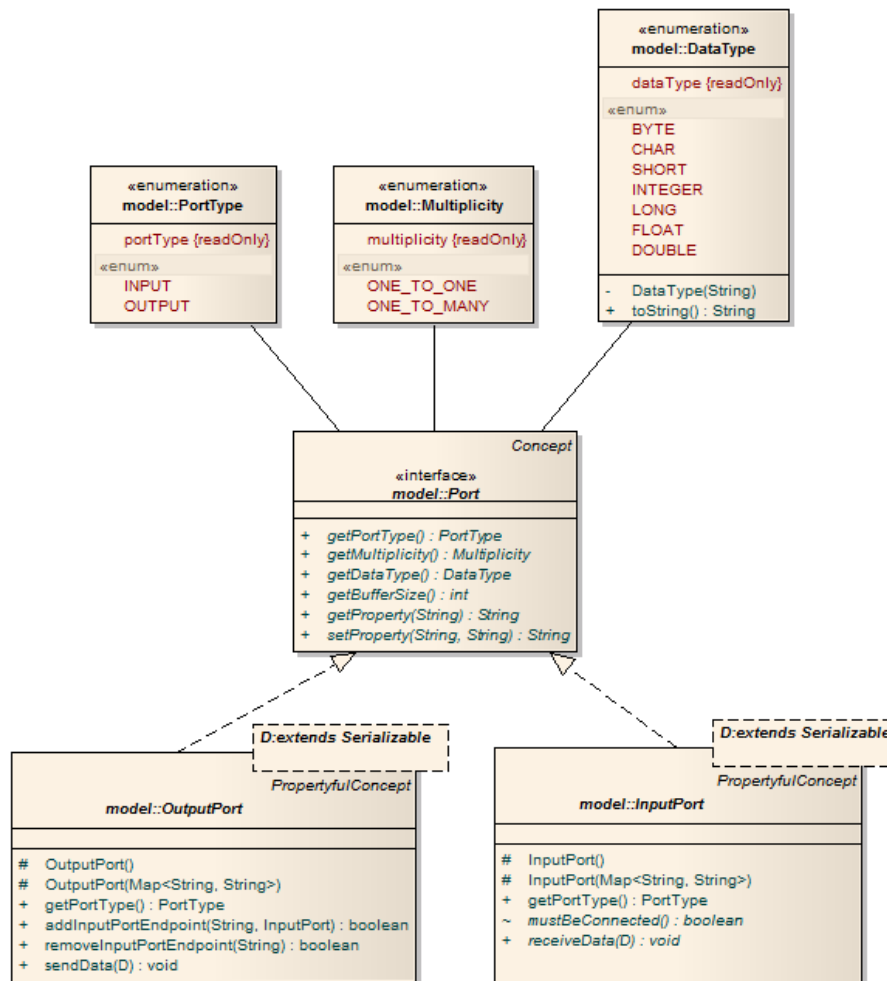 «enumeration»
model::DataType
dataType {readOnly}
«enum»
BYTE
CHAR
SHORT
INTEGER
LONG
FLOAT
DOUBLE
- DataType(String)
+ toString() : String
«enumeration»
model::PortType
portType {readOnly}
«enum»
INPUT
OUTPUT
«enumeration»
model::Multiplicity
multiplicity {readOnly}
«enum»
ONE_TO_ONE
ONE_TO_MANY
Concept
«interface»
model::Port
+ getPortType() : PortType
+ getMultiplicity() : Multiplicity
+ getDataType() : DataType
+ getBufferSize() : int
+ getProperty(String) : String
+ setProperty(String, String) : String
D:extends Serializable
PropertyfulConcept
model::OutputPort
# OutputPort()
# OutputPort(Map<String, String>)
+ getPortType() : PortType
+ addInputPortEndpoint(String, InputPort) : boolean
+ removeInputPortEndpoint(String) : boolean
+ sendData(D) : void
D:extends Serializable
PropertyfulConcept
model::InputPort
# InputPort()
# InputPort(Map<String, String>)
+ getPortType() : PortType
~ mustBeConnected() : boolean
+ receiveData(D) : void